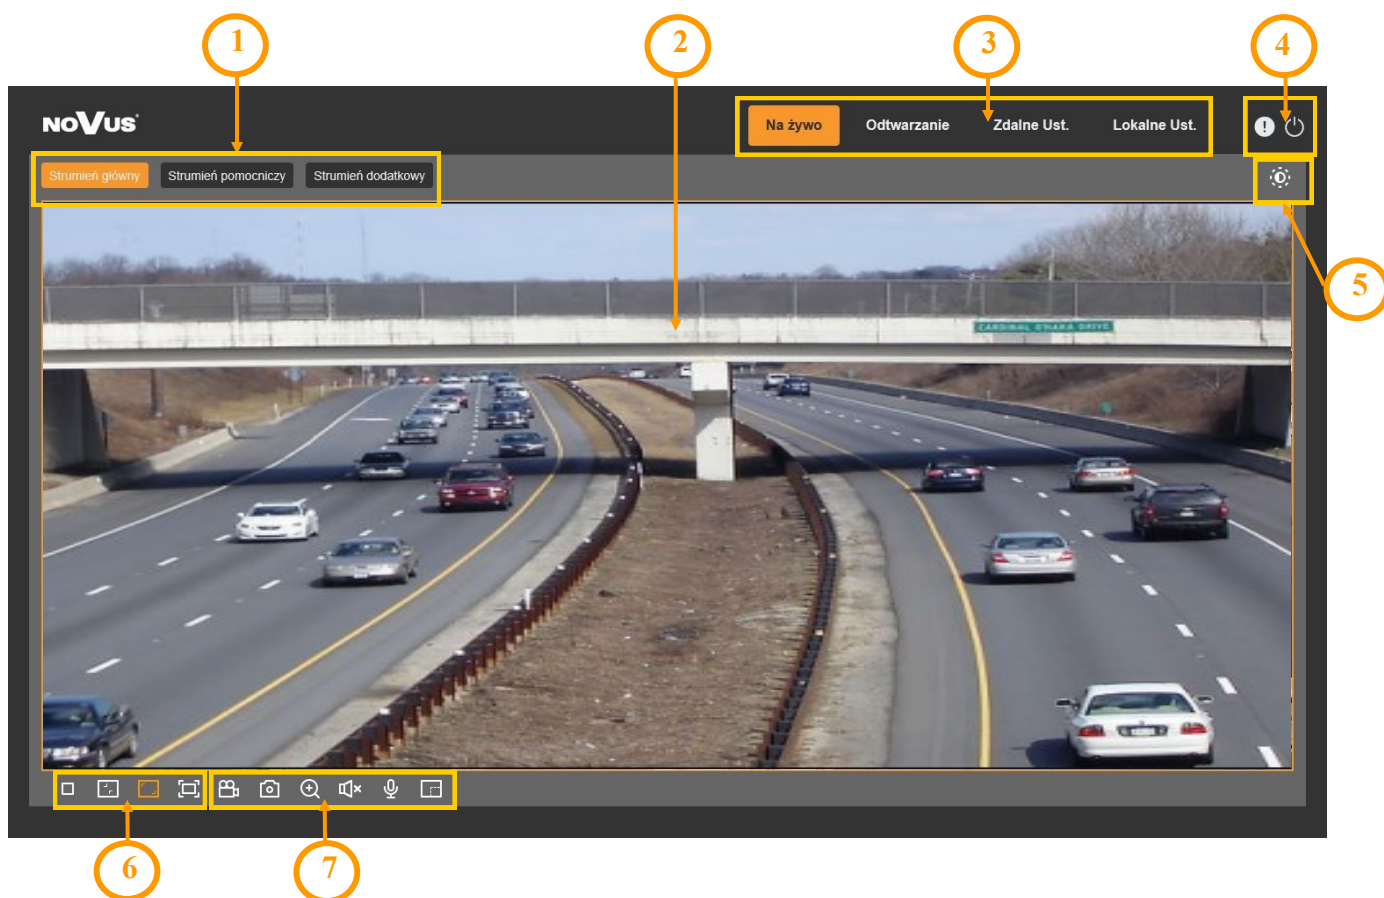 1
2
3
4
NOVUS
Na żywo Odtwarzanie Zdalne Ust. Lokalne Ust.
Strumień główny Strumień pomocniczy Strumień dodatkowy
5
CARDINAL O'HARA DRIVE
6
7